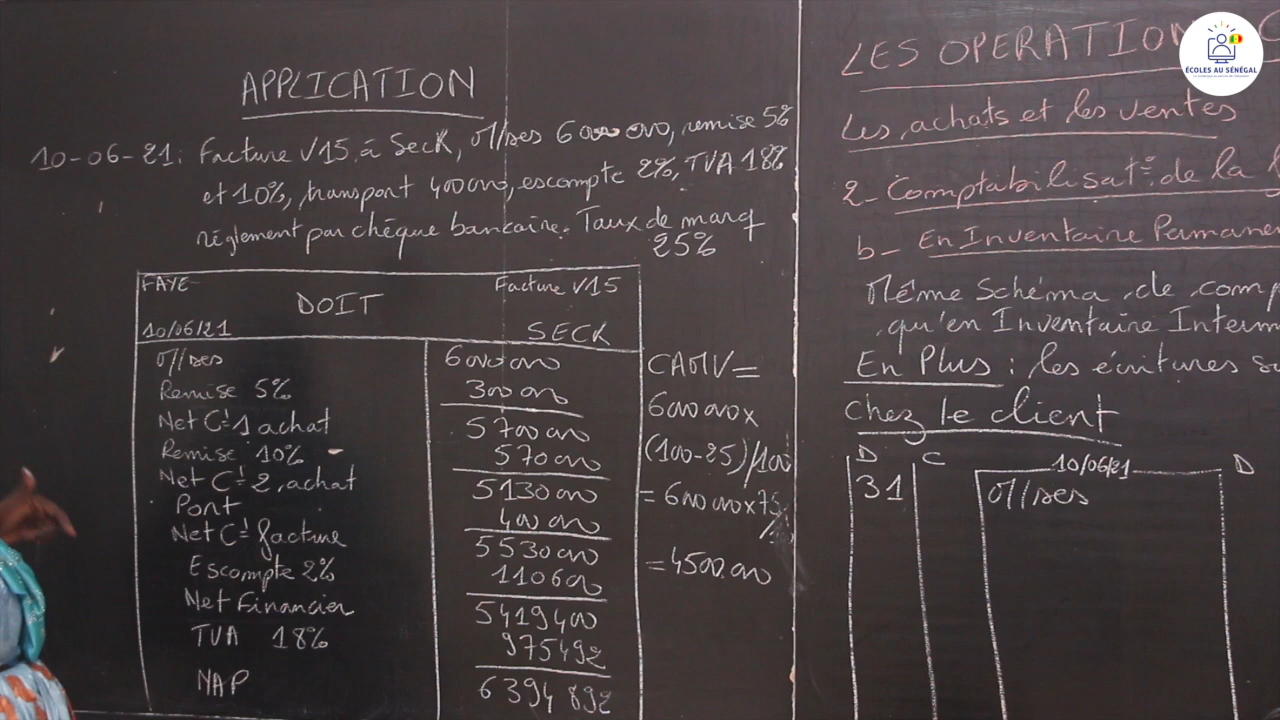 APPLICATION
10-06-21: Facture V15 à Seck, M/ses 6 000 000, remise 5%
et 10%, transport 400 000, escompte 2%, TVA 18%
règlement par chèque bancaire. Taux de marq
25%
FAYE
Facture V15
DOIT
10/06/21
SECK
M/ses 6 000 000
Remise 5% 300 000
Net Cial 1 achat 5 700 000
Remise 10% 570 000
Net Cial 2 achat 5 130 000
Port 400 000
Net Cial facture 5 530 000
Escompte 2% 110 600
Net Financier 5 419 400
TVA 18% 975 492
NAP 6 394 892
CAMV =
6 000 000 x
(100-25)/100
= 6 000 000 x 75
= 4 500 000
LES OPERATION
Les achats et les ventes
2- Comptabilisat°: de la
b- En Inventaire Permanen
Même Schéma de comp
qu'en Inventaire Interm
En Plus : les écritures su
Chez le client
D C 10/06/21 D
31 M/ses
ÉCOLES AU SÉNÉGAL